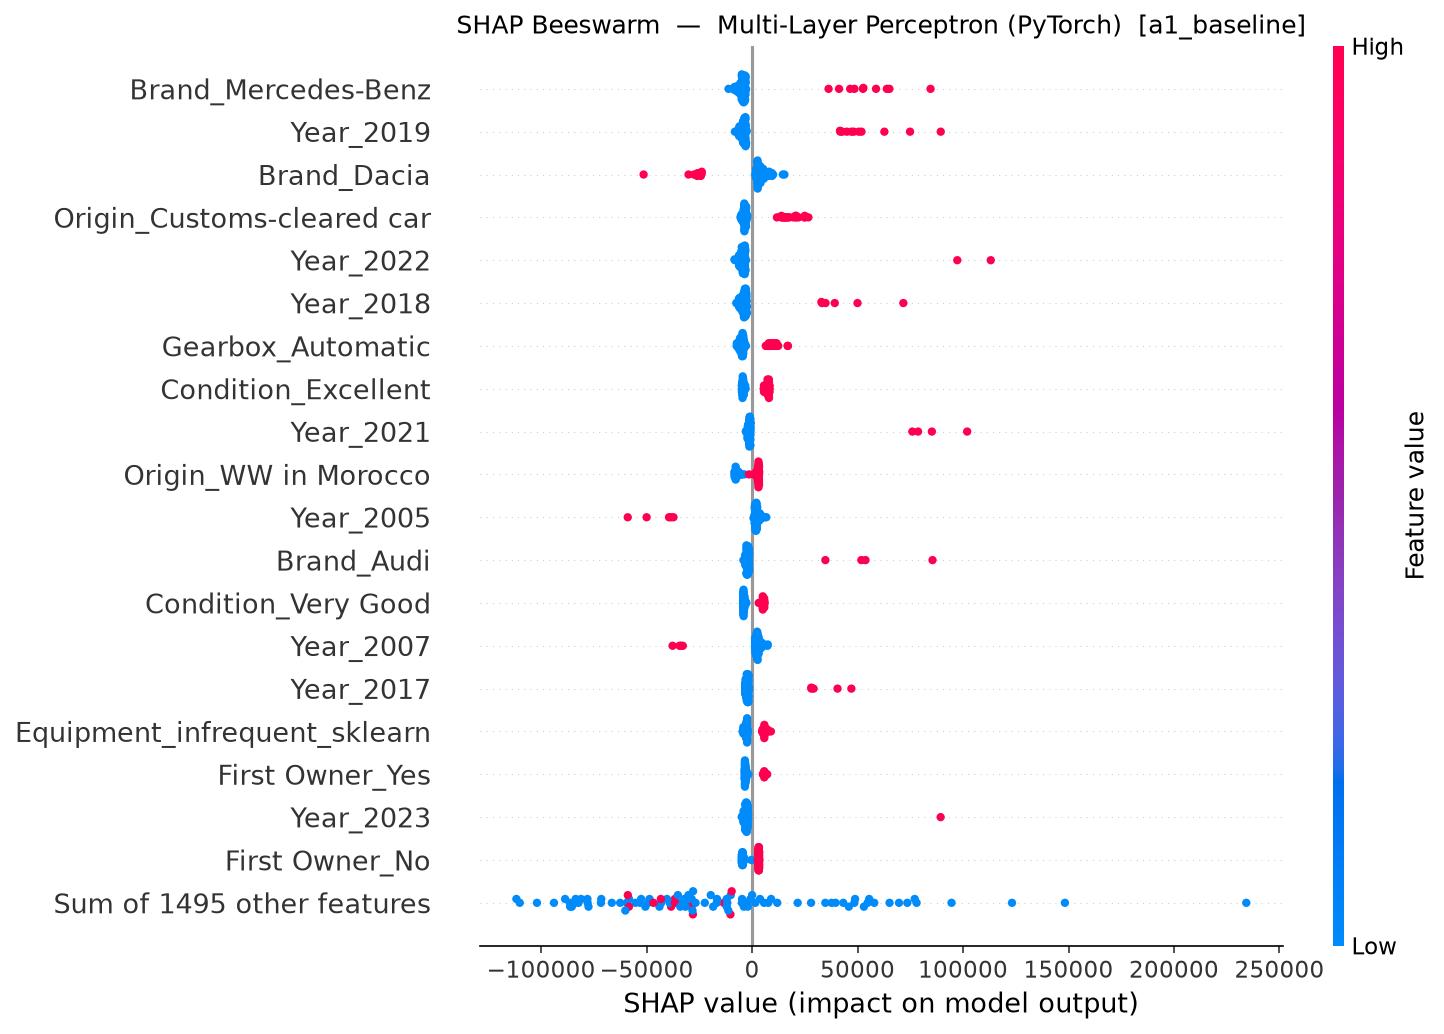 SHAP Beeswarm — Multi-Layer Perceptron (PyTorch) [a1_baseline]
High
Brand_Mercedes-Benz
Year_2019
Brand_Dacia
Origin_Customs-cleared car
Year_2022
Year_2018
Gearbox_Automatic
Condition_Excellent
Year_2021
Origin_WW in Morocco
Year_2005
Brand_Audi
Condition_Very Good
Year_2007
Year_2017
Equipment_infrequent_sklearn
First Owner_Yes
Year_2023
First Owner_No
Sum of 1495 other features
Feature value
Low
−100000 −50000 0 50000 100000 150000 200000 250000
SHAP value (impact on model output)